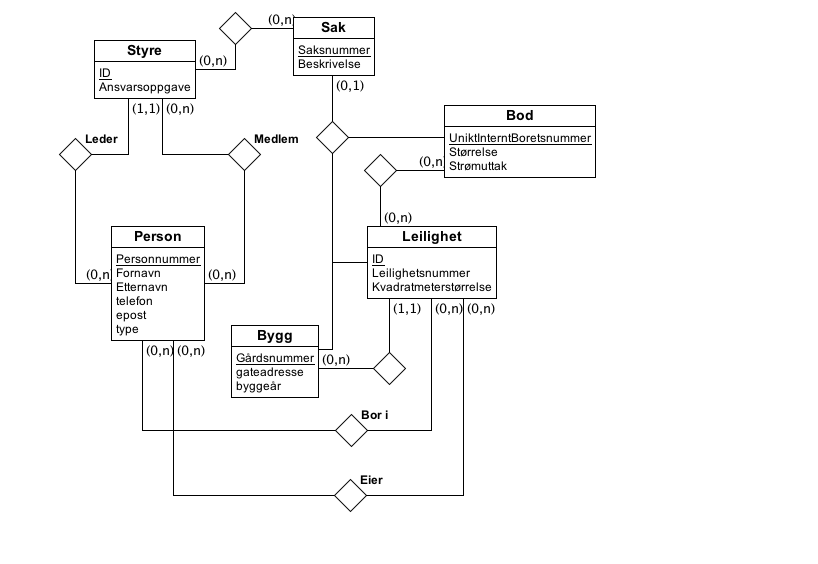 (0,n)
Sak
Saksnummer
Beskrivelse
Styre
ID
Ansvarsoppgave
(0,n)
(0,1)
(1,1) (0,n)
Bod
UniktInterntBoretsnummer
Størrelse
Strømuttak
Leder
Medlem
(0,n)
(0,n)
Person
Personnummer
Fornavn
Etternavn
telefon
epost
type
(0,n)
(0,n)
Leilighet
ID
Leilighetsnummer
Kvadratmeterstørrelse
(1,1) (0,n) (0,n)
Bygg
Gårdsnummer
gateadresse
byggeår
(0,n)
(0,n) (0,n)
Bor i
Eier